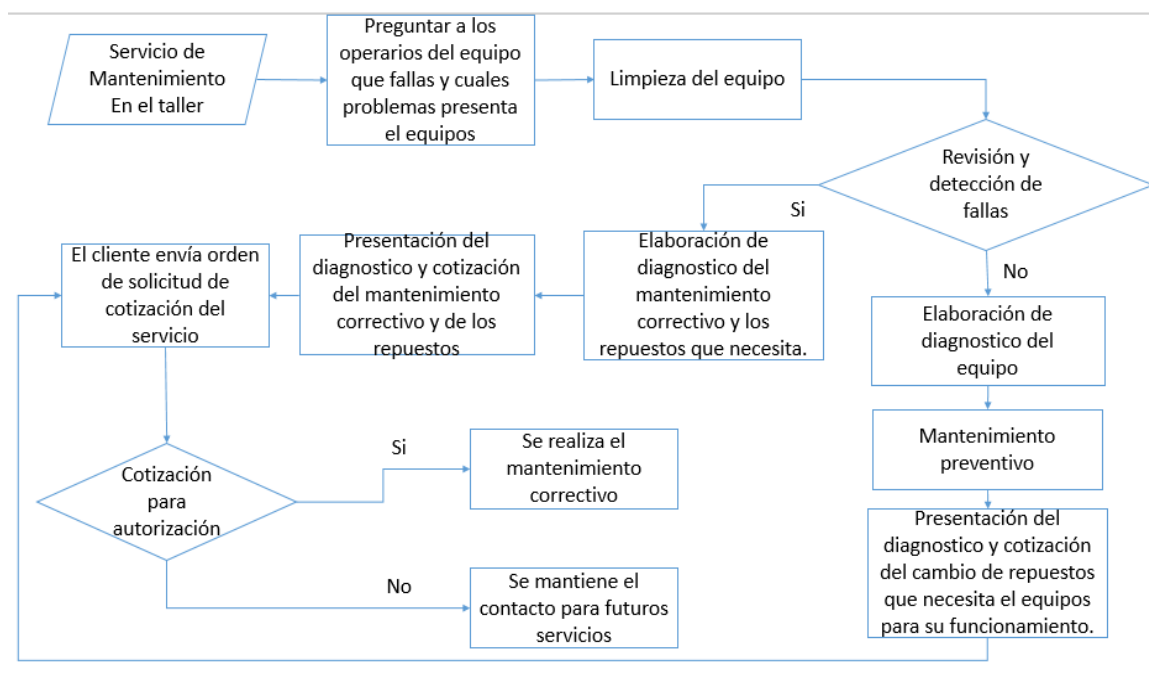 Servicio de
Mantenimiento
En el taller
Preguntar a los
operarios del equipo
que fallas y cuales
problemas presenta
el equipos
Limpieza del equipo
Revisión y
detección de
fallas
Si
No
Elaboración de
diagnostico del
mantenimiento
correctivo y los
repuestos que necesita.
Presentación del
diagnostico y cotización
del mantenimiento
correctivo y de los
repuestos
El cliente envía orden
de solicitud de
cotización del
servicio
Elaboración de
diagnostico del
equipo
Mantenimiento
preventivo
Presentación del
diagnostico y cotización
del cambio de repuestos
que necesita el equipos
para su funcionamiento.
Cotización
para
autorización
Si
Se realiza el
mantenimiento
correctivo
No
Se mantiene el
contacto para futuros
servicios